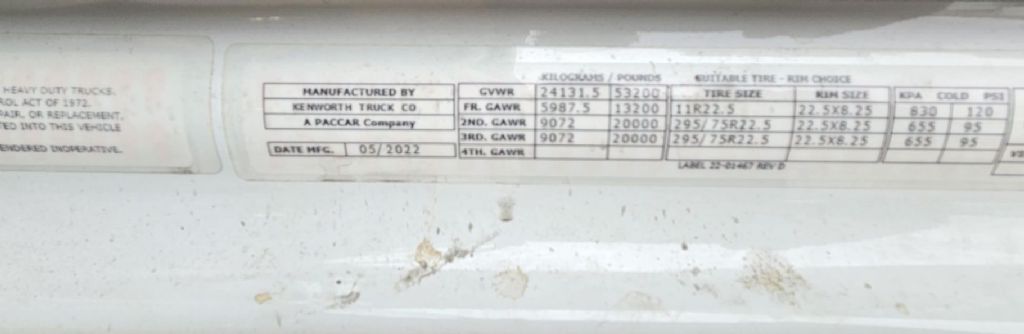 HEAVY DUTY TRUCKS.
ROL ACT OF 1972.
PAIR, OR REPLACEMENT,
TED INTO THIS VEHICLE
ENDERED INOPERATIVE.
KILOGRAMS / POUNDS SUITABLE TIRE - RIM CHOICE
MANUFACTURED BY GVWR 24131.5 53200 TIRE SIZE RIM SIZE KPA COLD PSI
KENWORTH TRUCK CO FR. GAWR 5987.5 13200 11R22.5 22.5X8.25 830 120
A PACCAR Company 2ND. GAWR 9072 20000 295/75R22.5 22.5X8.25 655 95
3RD. GAWR 9072 20000 295/75R22.5 22.5X8.25 655 95
DATE MFG. 05/2022 4TH. GAWR
LABEL 22-01467 REV D